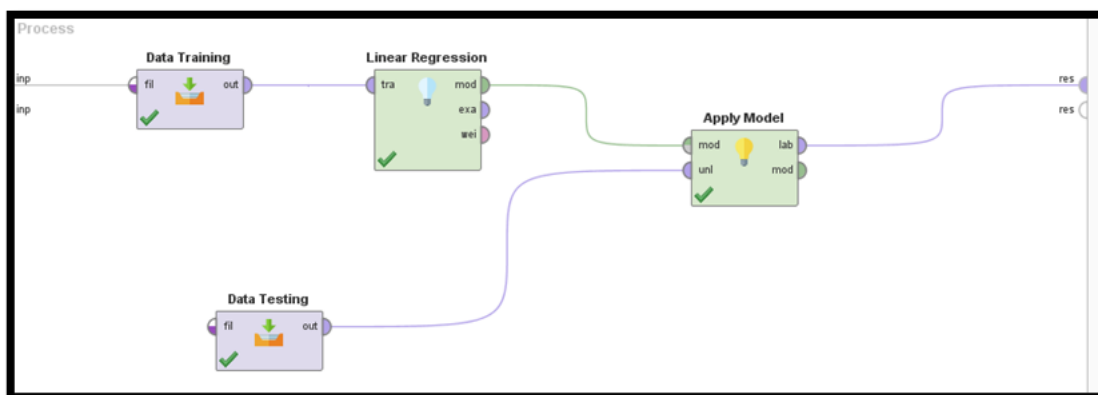 Process
Data Training
inp
fil out
inp
Linear Regression
tra mod
exa
wei
Apply Model
mod lab
unl mod
res
res
Data Testing
fil out